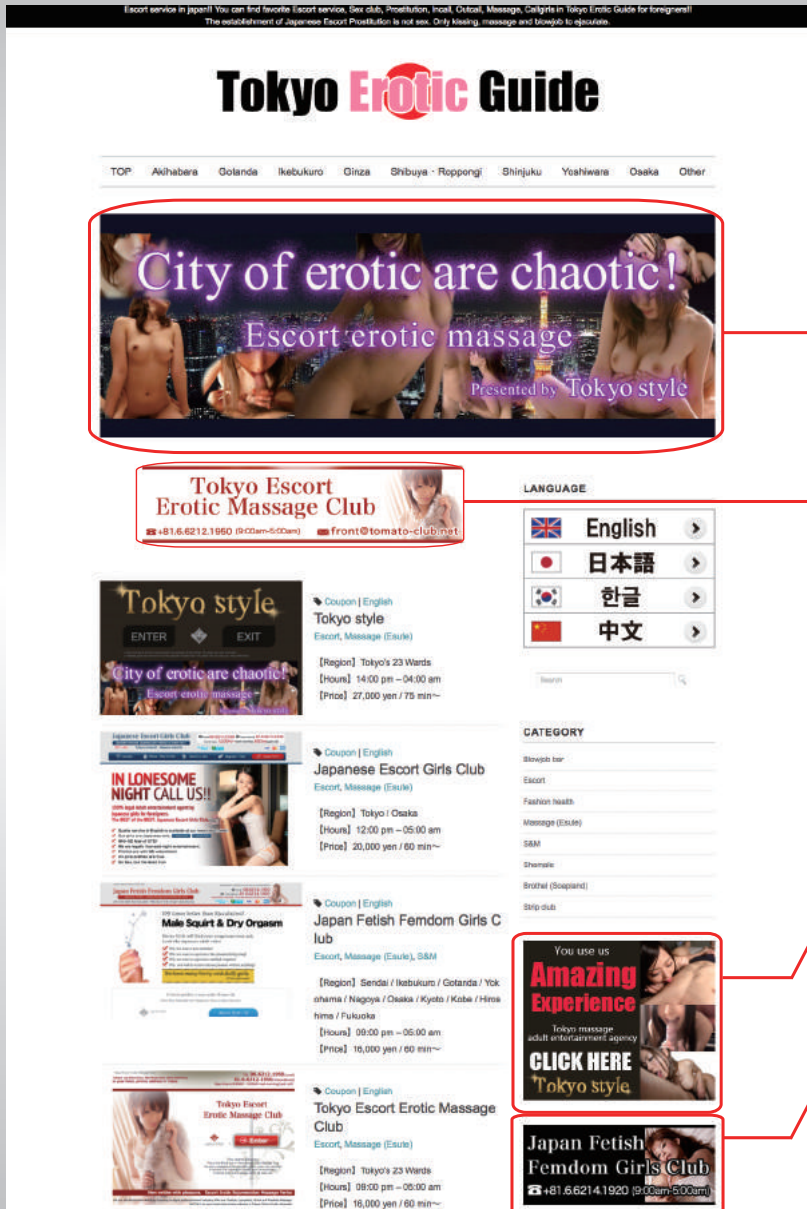 Escort service in japan!! You can find favorite Escort service, Sex club, Prostitution, Incall, Outcall, Massage, Callgirls in Tokyo Erotic Guide for foreigners!!
The establishment of Japanese Escort Prostitution is not sex. Only kissing, massage and blowjob to ejaculate.
Tokyo Erotic Guide
TOP Akihabara Gotanda Ikebukuro Ginza Shibuya・Roppongi Shinjuku Yoshiwara Osaka Other
City of erotic are chaotic!
Escort erotic massage
Presented by Tokyo style
Tokyo Escort
Erotic Massage Club
+81.6.6212.1950 (9:00am-5:00am) front@tomato-club.net
Tokyo style
ENTER EXIT
City of erotic are chaotic!
Escort erotic massage
Coupon | English
Tokyo style
Escort, Massage (Esute)
【Region】Tokyo's 23 Wards
【Hours】14:00 pm – 04:00 am
【Price】27,000 yen / 75 min〜
Japanese Escort Girls Club
IN LONESOME
NIGHT CALL US!!
Coupon | English
Japanese Escort Girls Club
Escort, Massage (Esute)
【Region】Tokyo / Osaka
【Hours】12:00 pm – 05:00 am
【Price】20,000 yen / 60 min〜
Japan Fetish Femdom Girls Club
Male Squirt & Dry Orgasm
Coupon | English
Japan Fetish Femdom Girls C
lub
Escort, Massage (Esute), S&M
【Region】Sendai / Ikebukuro / Gotanda / Yok
ohama / Nagoya / Osaka / Kyoto / Kobe / Hiros
hima / Fukuoka
【Hours】09:00 pm – 05:00 am
【Price】16,000 yen / 60 min〜
Tokyo Escort
Erotic Massage Club
Enter
Coupon | English
Tokyo Escort Erotic Massage
Club
Escort, Massage (Esute)
【Region】Tokyo's 23 Wards
【Hours】09:00 pm – 05:00 am
【Price】16,000 yen / 60 min〜
LANGUAGE
English
日本語
한글
中文
Search
CATEGORY
Blowjob bar
Escort
Fashion health
Massage (Esute)
S&M
Shemale
Brothel (Soapland)
Strip club
You use us
Amazing
Experience
Tokyo massage
adult entertainment agency
CLICK HERE
Tokyo style
Japan Fetish
Femdom Girls Club
+81.6.6214.1920 (9:00am-5:00am)